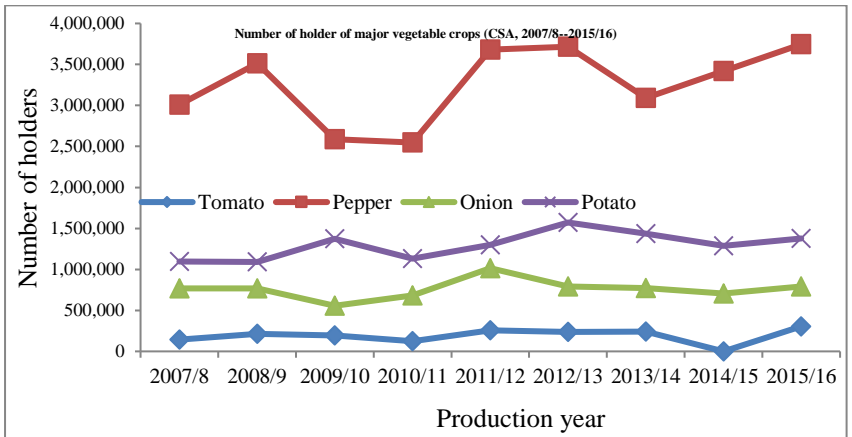 Number of holder of major vegetable crops (CSA, 2007/8--2015/16)
4,000,000
3,500,000
3,000,000
2,500,000
2,000,000
1,500,000
1,000,000
500,000
0
Number of holders
Tomato Pepper Onion Potato
2007/8 2008/9 2009/10 2010/11 2011/12 2012/13 2013/14 2014/15 2015/16
Production year